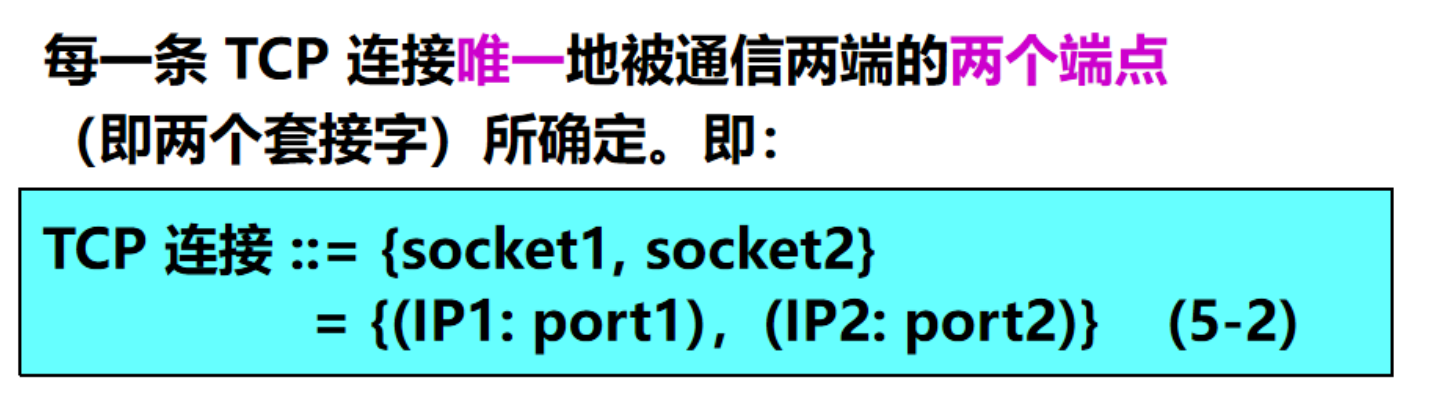 每一条 TCP 连接唯一地被通信两端的两个端点
（即两个套接字）所确定。即：
TCP 连接 ::= {socket1, socket2}
= {(IP1: port1)，(IP2: port2)} (5-2)